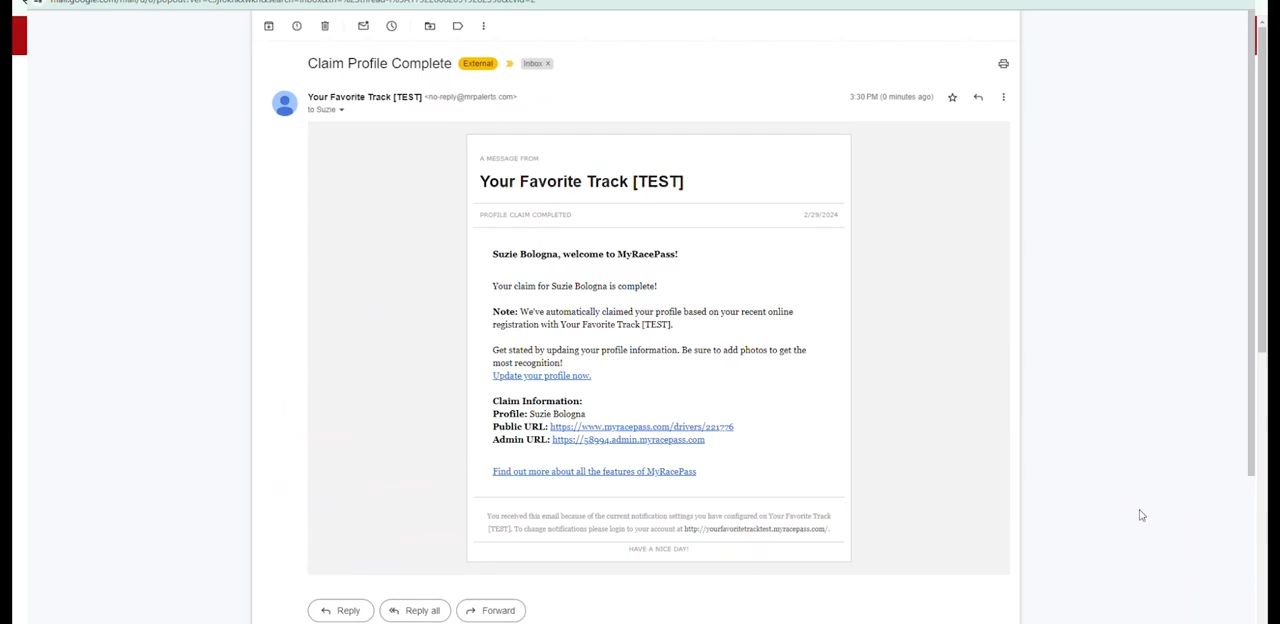 Claim Profile Complete External Inbox x
Your Favorite Track [TEST] <no-reply@mrpalerts.com> 3:30 PM (0 minutes ago)
to Suzie
A MESSAGE FROM
Your Favorite Track [TEST]
PROFILE CLAIM COMPLETED 2/29/2024
Suzie Bologna, welcome to MyRacePass!
Your claim for Suzie Bologna is complete!
Note: We've automatically claimed your profile based on your recent online
registration with Your Favorite Track [TEST].
Get stated by updaing your profile information. Be sure to add photos to get the
most recognition!
Update your profile now.
Claim Information:
Profile: Suzie Bologna
Public URL: https://www.myracepass.com/drivers/221776
Admin URL: https://58994.admin.myracepass.com
Find out more about all the features of MyRacePass
You received this email because of the current notification settings you have configured on Your Favorite Track
[TEST]. To change notifications please login to your account at http://yourfavoritetracktest.myracepass.com/.
HAVE A NICE DAY!
Reply Reply all Forward